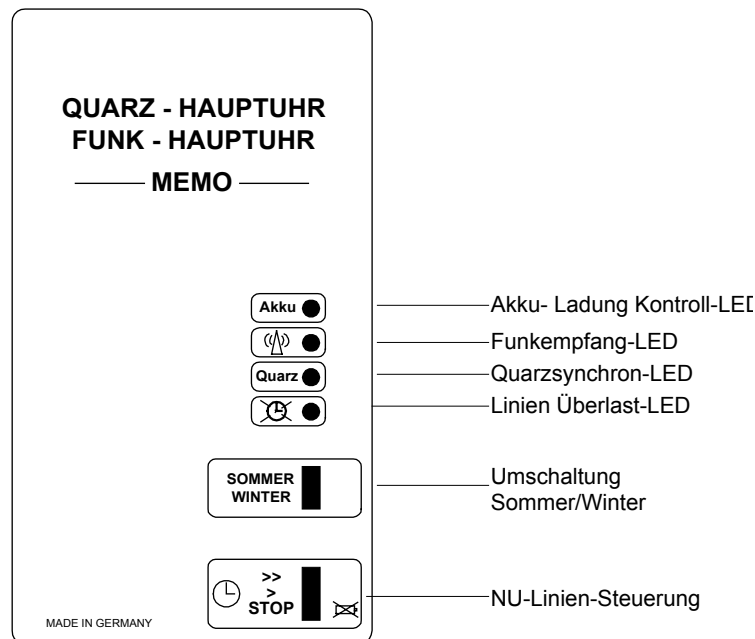 QUARZ - HAUPTUHR
FUNK - HAUPTUHR
MEMO
Akku
Akku- Ladung Kontroll-LED
Funkempfang-LED
Quarz
Quarzsynchron-LED
Linien Überlast-LED
SOMMER
WINTER
Umschaltung
Sommer/Winter
>>
>
STOP
NU-Linien-Steuerung
MADE IN GERMANY